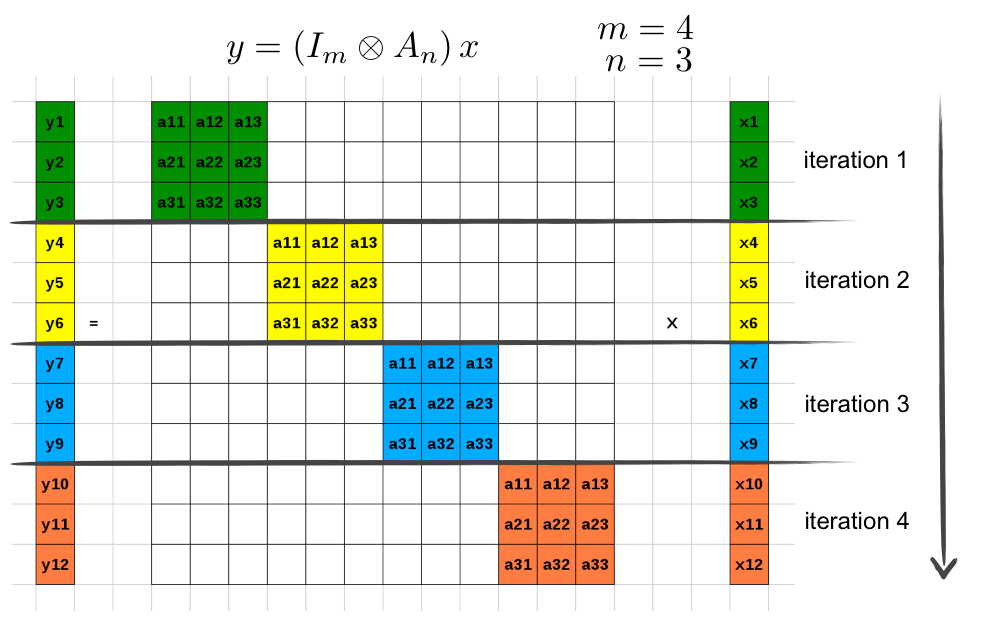 y = (I_m ⊗ A_n) x
m = 4
n = 3
y1 a11 a12 a13 x1
y2 a21 a22 a23 x2
y3 a31 a32 a33 x3
iteration 1
y4 a11 a12 a13 x4
y5 a21 a22 a23 x5
y6 = a31 a32 a33 X x6
iteration 2
y7 a11 a12 a13 x7
y8 a21 a22 a23 x8
y9 a31 a32 a33 x9
iteration 3
y10 a11 a12 a13 x10
y11 a21 a22 a23 x11
y12 a31 a32 a33 x12
iteration 4